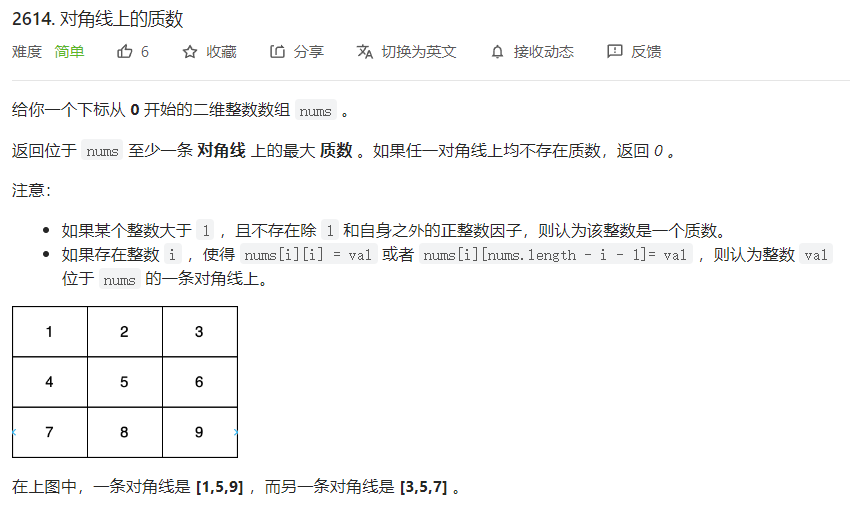 2614. 对角线上的质数
难度 简单 6 收藏 分享 切换为英文 接收动态 反馈
给你一个下标从 0 开始的二维整数数组 nums 。
返回位于 nums 至少一条 对角线 上的最大 质数 。如果任一对角线上均不存在质数，返回 0 。
注意：
如果某个整数大于 1 ，且不存在除 1 和自身之外的正整数因子，则认为该整数是一个质数。
如果存在整数 i ，使得 nums[i][i] = val 或者 nums[i][nums.length - i - 1]= val ，则认为整数 val
位于 nums 的一条对角线上。
1 2 3
4 5 6
7 8 9
在上图中，一条对角线是 [1,5,9] ，而另一条对角线是 [3,5,7] 。